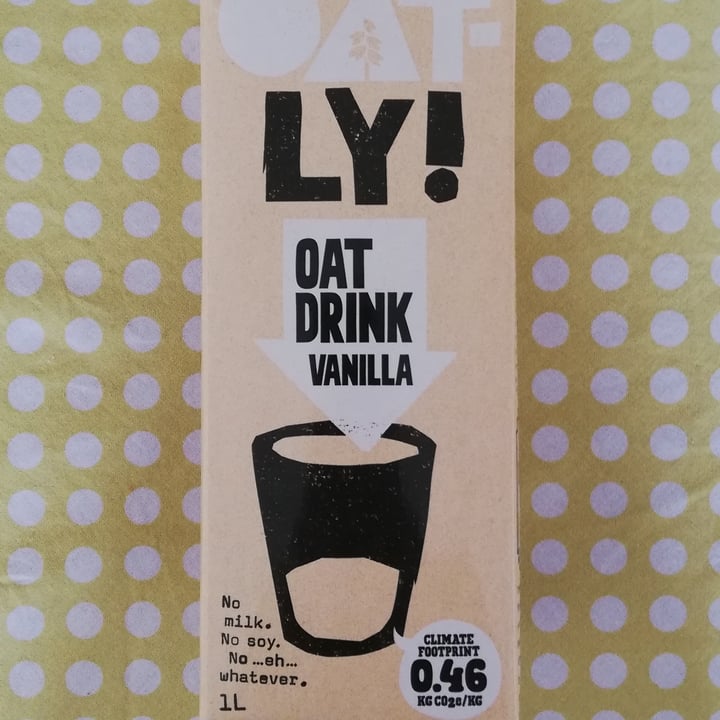 OAT-
LY!
OAT
DRINK
VANILLA
No
milk.
No soy.
No ...eh...
whatever.
1L
CLIMATE
FOOTPRINT
0.46
KG CO2e/KG